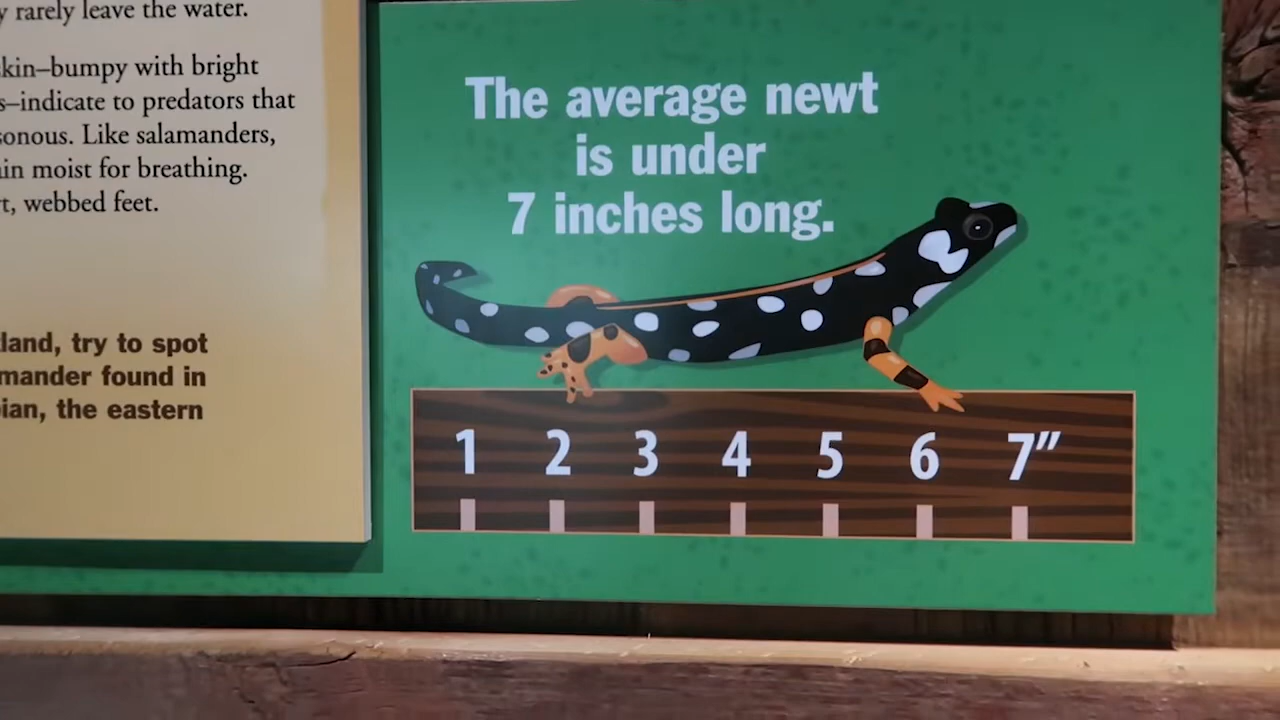 rarely leave the water.
kin–bumpy with bright
s–indicate to predators that
sonous. Like salamanders,
in moist for breathing.
t, webbed feet.
land, try to spot
mander found in
ian, the eastern
The average newt
is under
7 inches long.
1 2 3 4 5 6 7"